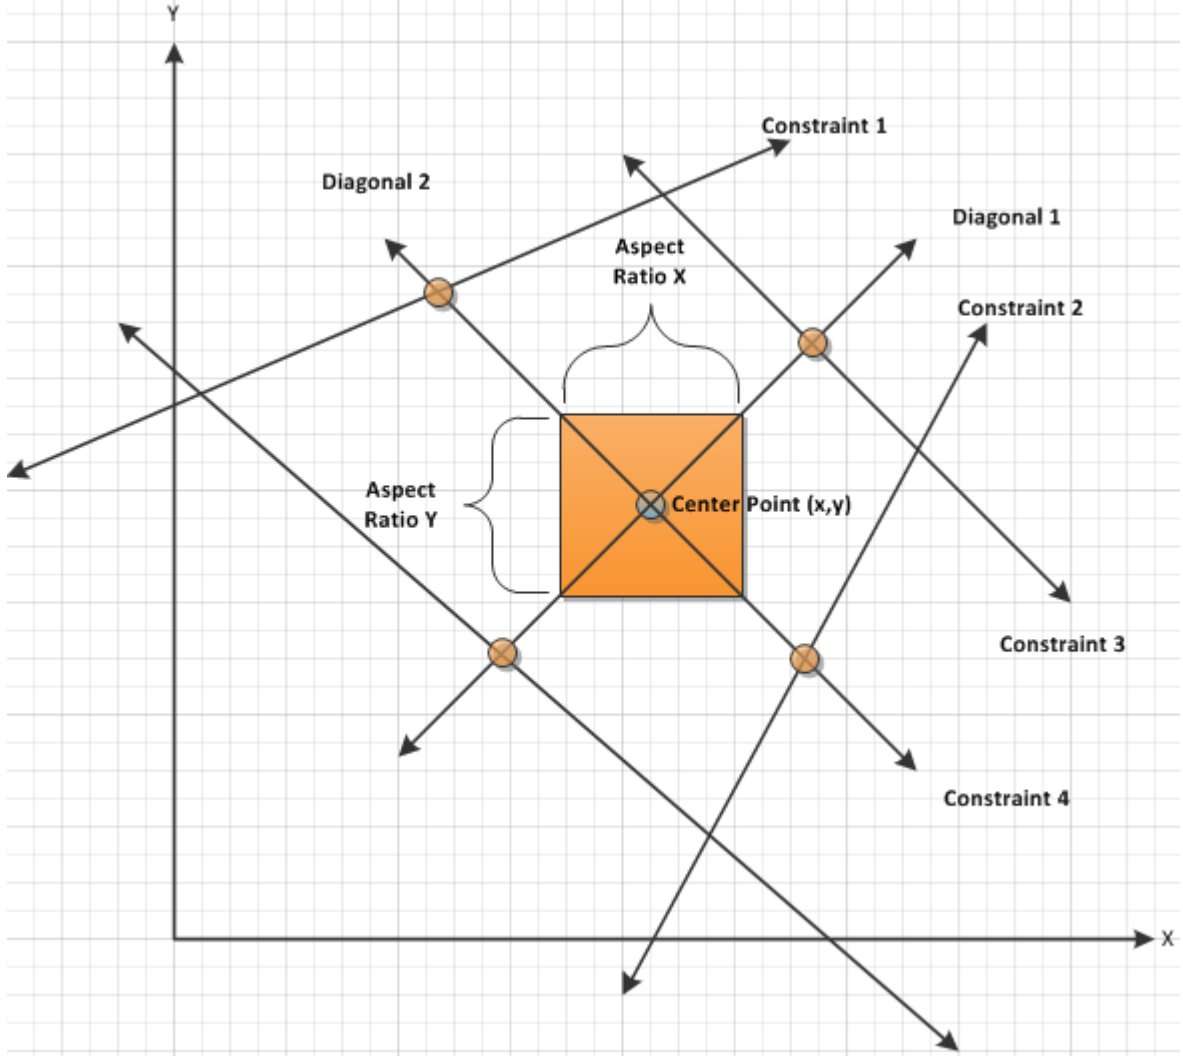 Y
Constraint 1
Diagonal 2
Diagonal 1
Aspect
Ratio X
Constraint 2
Aspect
Ratio Y
Center Point (x,y)
Constraint 3
Constraint 4
X